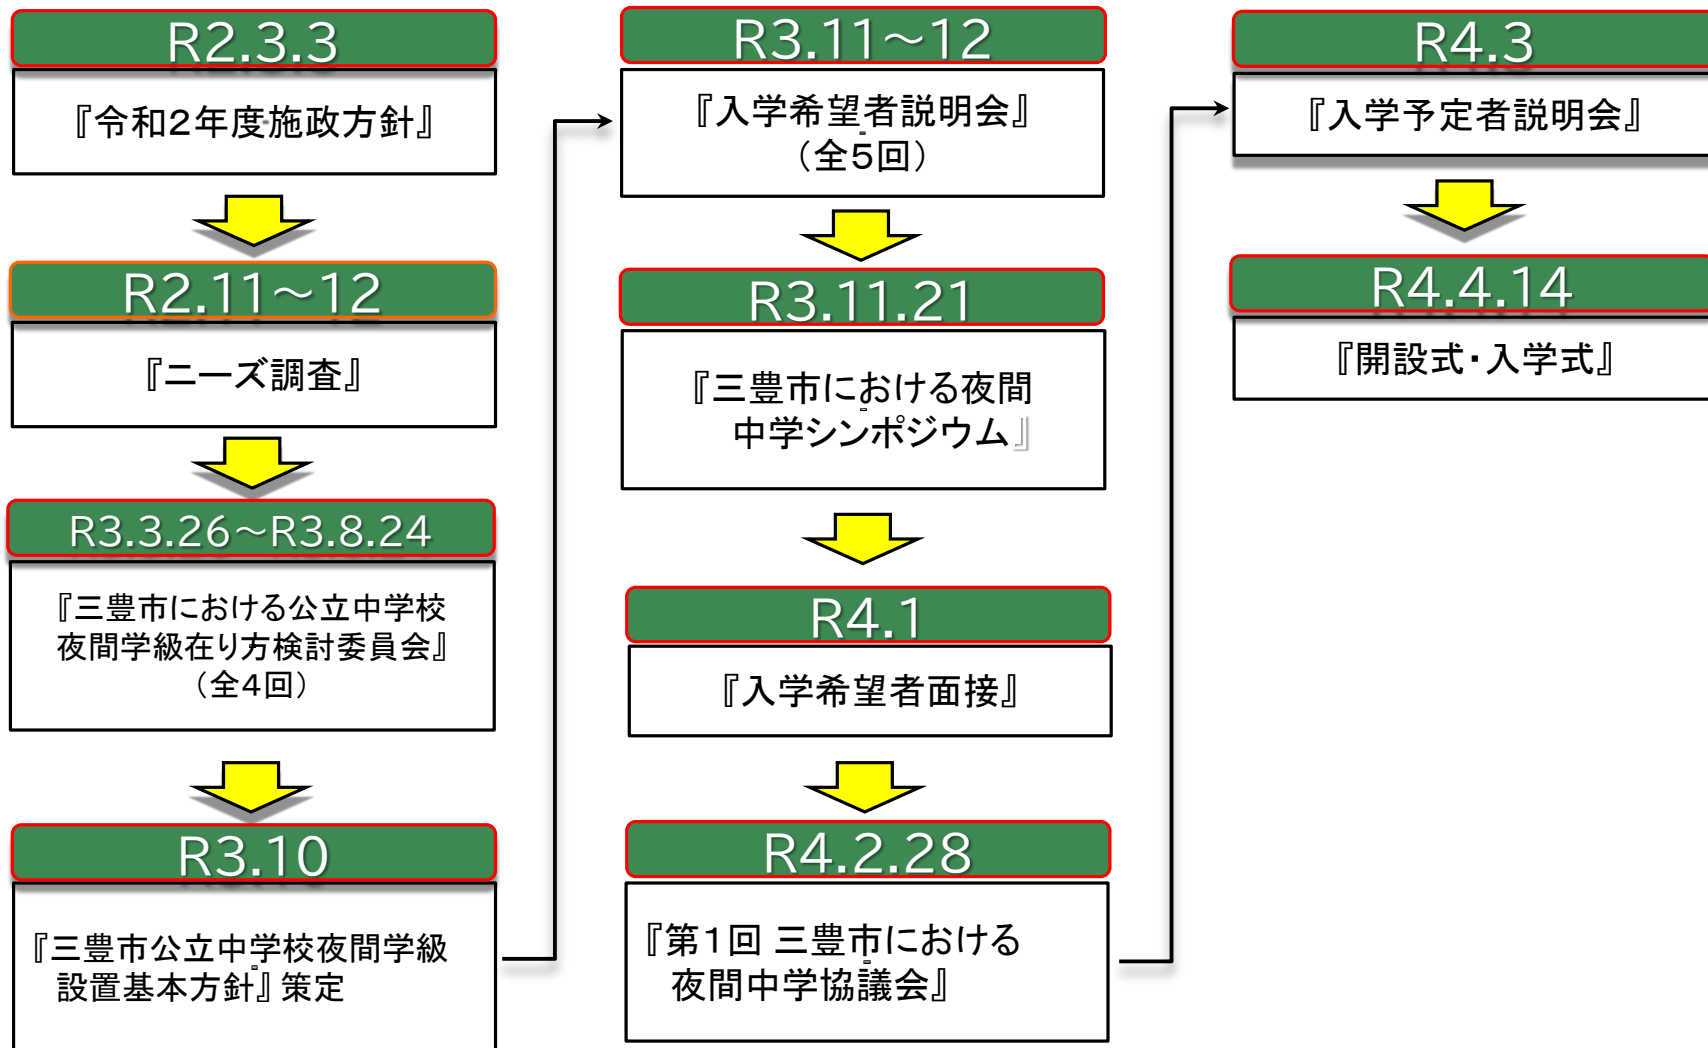 R2.3.3
『令和2年度施政方針』
R2.11～12
『ニーズ調査』
R3.3.26～R3.8.24
『三豊市における公立中学校
夜間学級在り方検討委員会』
（全4回）
R3.10
『三豊市公立中学校夜間学級
設置基本方針』策定
R3.11～12
『入学希望者説明会』
（全5回）
R3.11.21
『三豊市における夜間
中学シンポジウム』
R4.1
『入学希望者面接』
R4.2.28
『第1回 三豊市における
夜間中学協議会』
R4.3
『入学予定者説明会』
R4.4.14
『開設式・入学式』